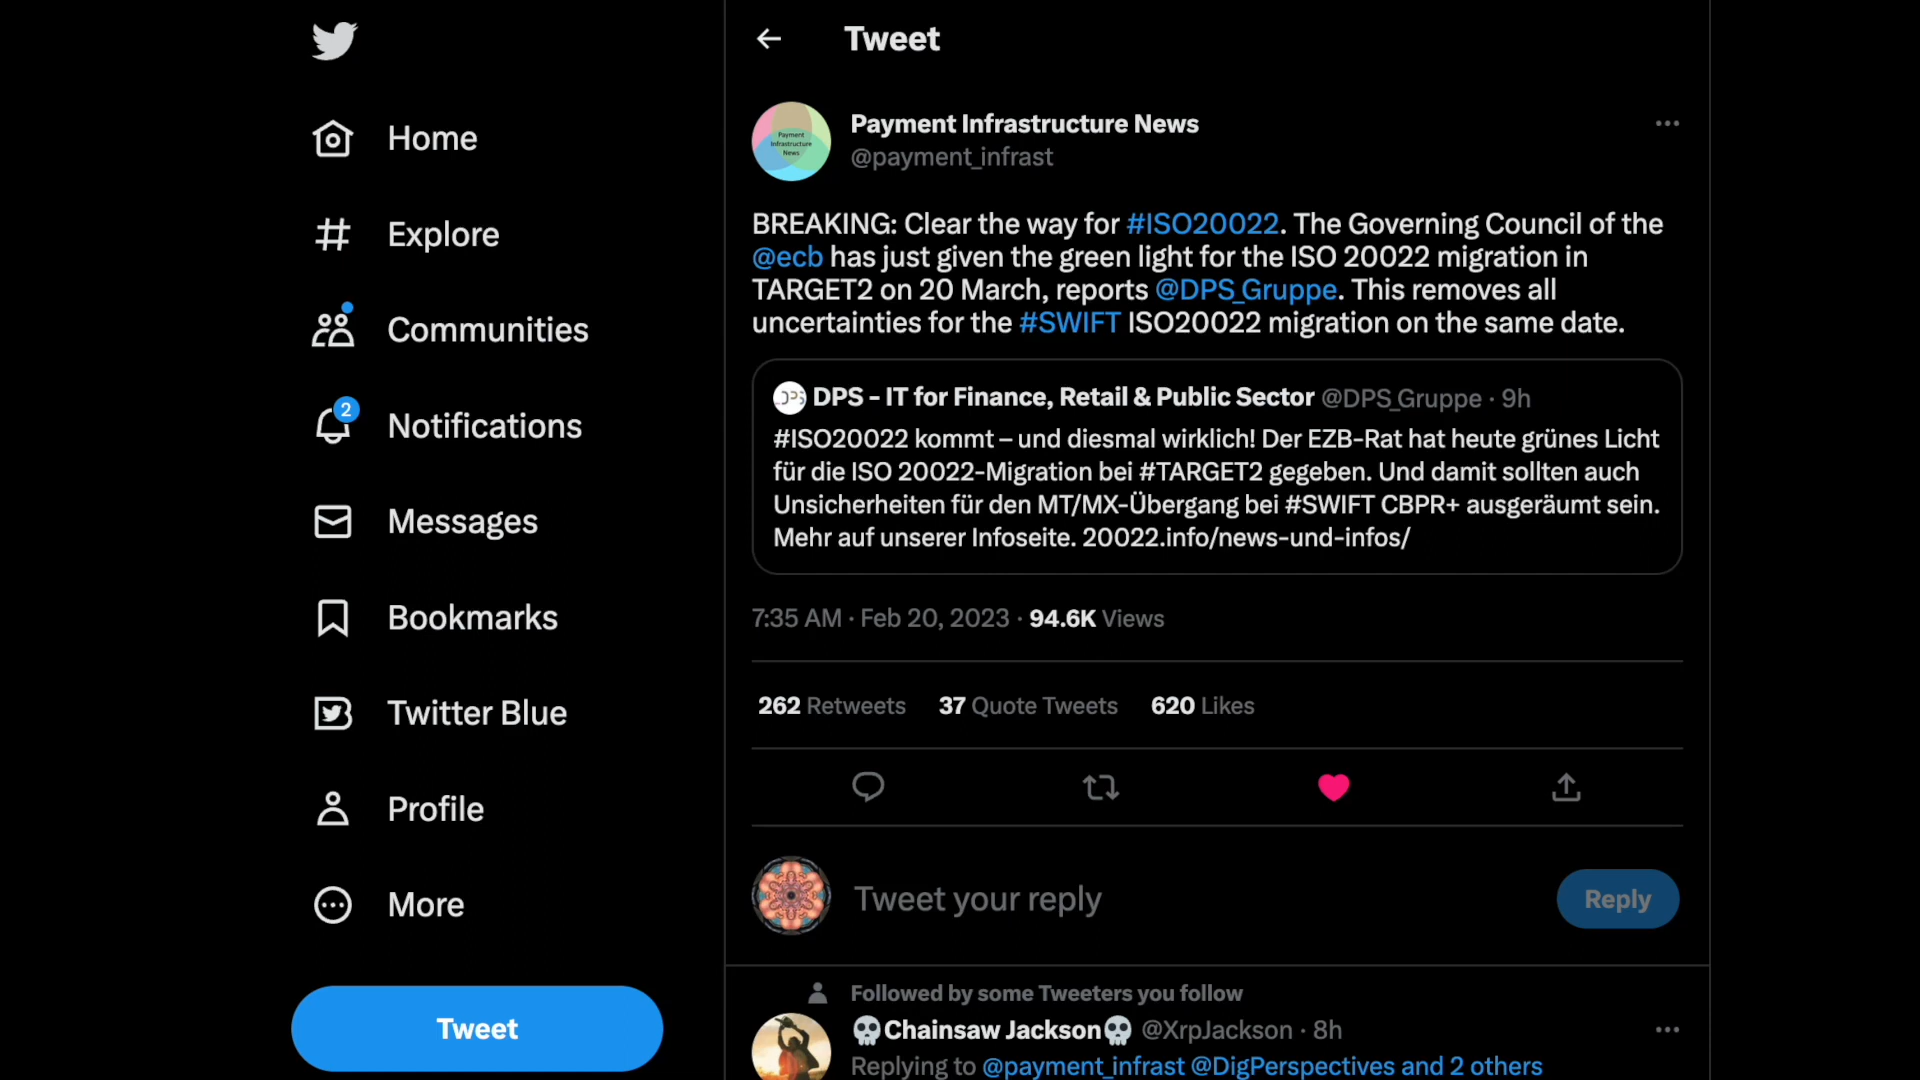 Tweet
Home
Explore
Communities
2
Notifications
Messages
Bookmarks
Twitter Blue
Profile
More
Tweet
Payment
Infrastructure
News
Payment Infrastructure News
@payment_infrast
BREAKING: Clear the way for #ISO20022. The Governing Council of the
@ecb has just given the green light for the ISO 20022 migration in
TARGET2 on 20 March, reports @DPS_Gruppe. This removes all
uncertainties for the #SWIFT ISO20022 migration on the same date.
DPS DPS - IT for Finance, Retail & Public Sector @DPS_Gruppe · 9h
#ISO20022 kommt – und diesmal wirklich! Der EZB-Rat hat heute grünes Licht
für die ISO 20022-Migration bei #TARGET2 gegeben. Und damit sollten auch
Unsicherheiten für den MT/MX-Übergang bei #SWIFT CBPR+ ausgeräumt sein.
Mehr auf unserer Infoseite. 20022.info/news-und-infos/
7:35 AM · Feb 20, 2023 · 94.6K Views
262 Retweets 37 Quote Tweets 620 Likes
Tweet your reply
Reply
Followed by some Tweeters you follow
💀Chainsaw Jackson💀 @XrpJackson · 8h
Replying to @payment_infrast @DigPerspectives and 2 others